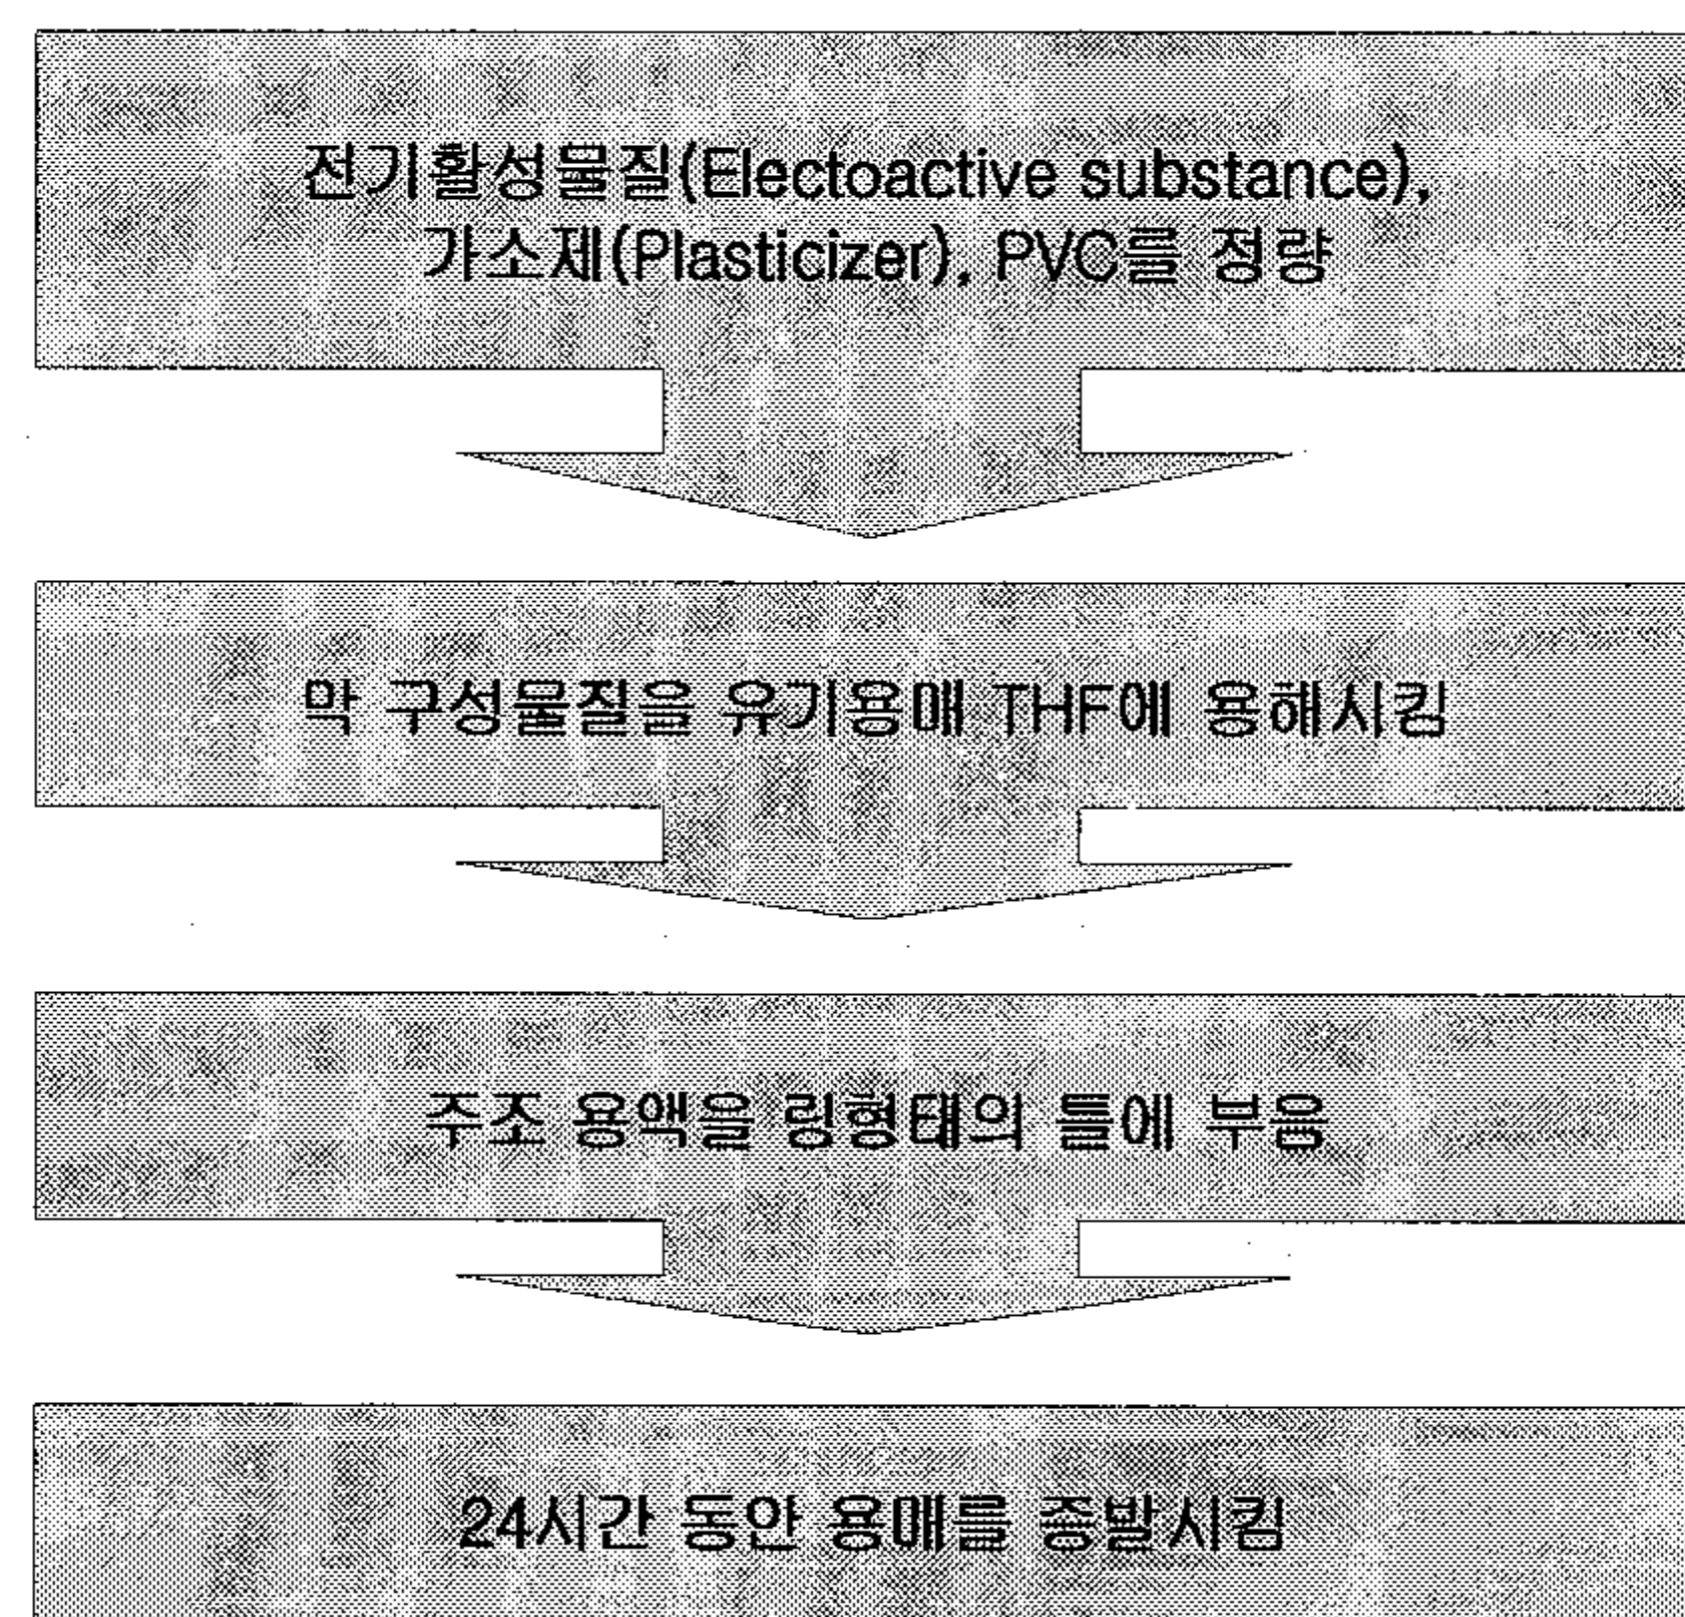 전기활성물질(Electoactive substance),
가소제(Plasticizer), PVC를 정량
막 구성물질을 유기용매 THF에 용해시킴
주조 용액을 링형태의 틀에 부음
24시간 동안 용매를 증발시킴